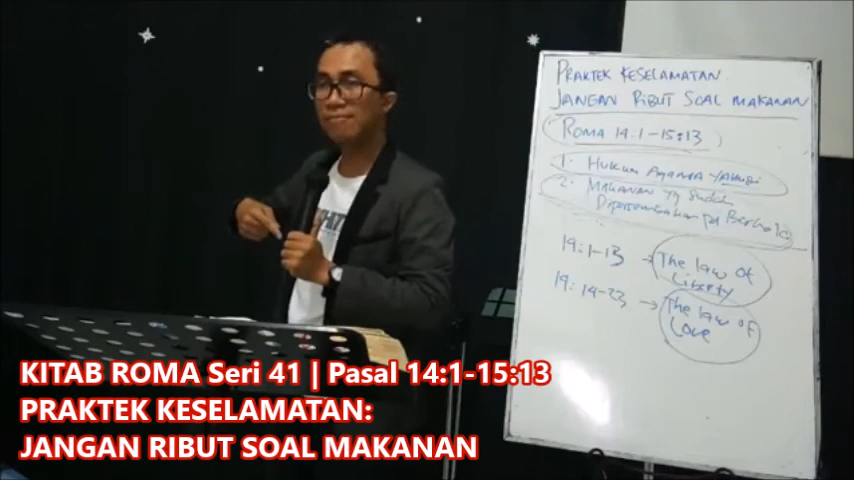 PRAKTEK KESELAMATAN
JANGAN RIBUT SOAL MAKANAN
ROMA 14:1-15:13
1. HUKUM AGAMA YAHUDI
2. MAKANAN yg sudah
Dipersembahkan pd Berhala
14:1-13 → The law OF
Liberty
14:14-23 → The law OF
Love
KITAB ROMA Seri 41 | Pasal 14:1-15:13
PRAKTEK KESELAMATAN:
JANGAN RIBUT SOAL MAKANAN